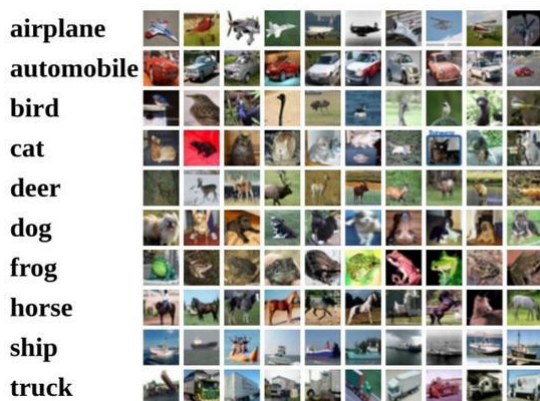 airplane
automobile
bird
cat
deer
dog
frog
horse
ship
truck